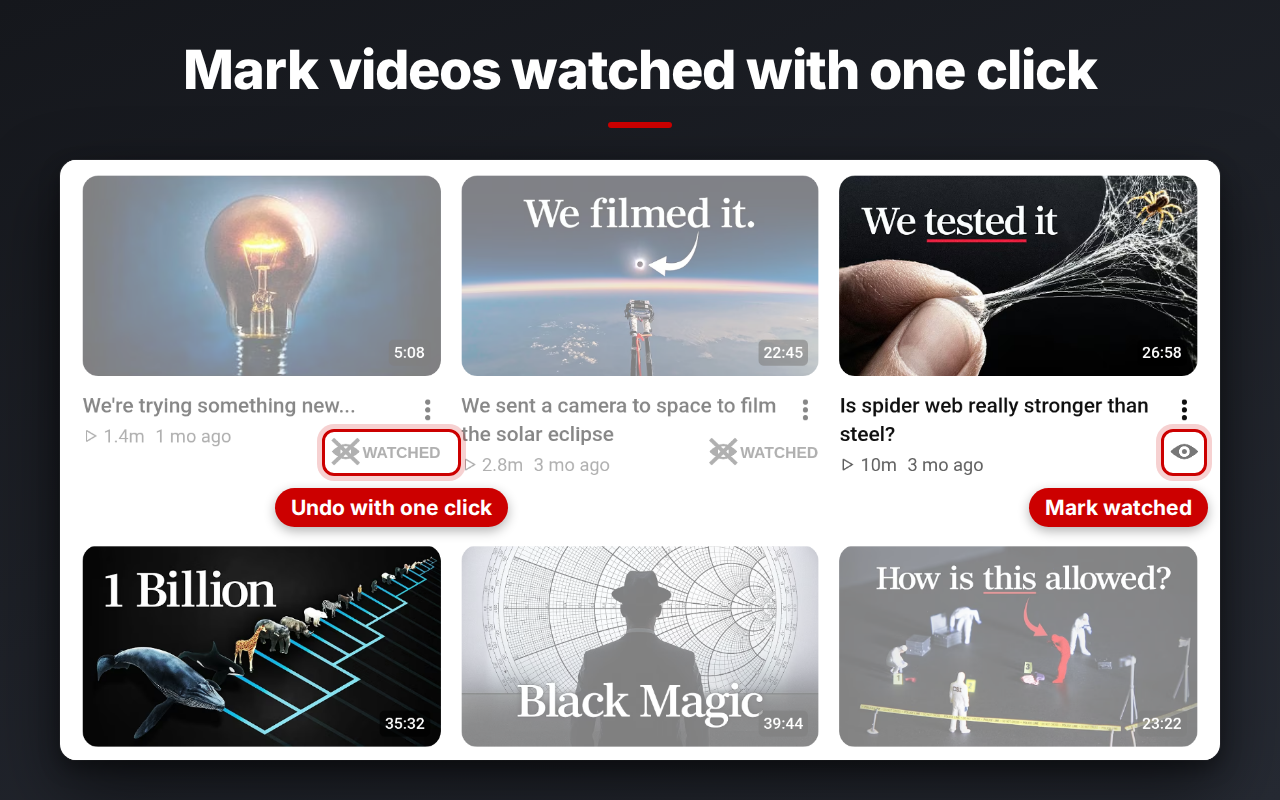 Mark videos watched with one click
We filmed it.
We tested it
5:08
22:45
26:58
We're trying something new...
1.4m 1 mo ago
WATCHED
We sent a camera to space to film
the solar eclipse
2.8m 3 mo ago
WATCHED
Is spider web really stronger than
steel?
10m 3 mo ago
Undo with one click
Mark watched
1 Billion
35:32
Black Magic
39:44
How is this allowed?
23:22